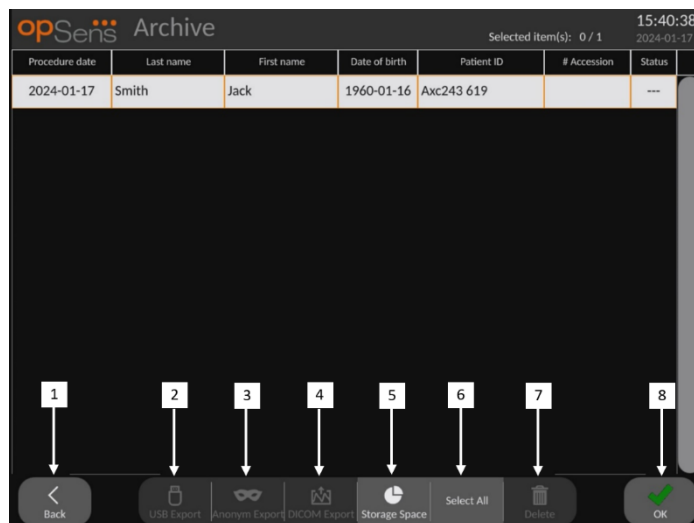 opSens Archive
Selected item(s): 0 / 1
15:40:38
2024-01-17
Procedure date Last name First name Date of birth Patient ID # Accession Status
2024-01-17 Smith Jack 1960-01-16 Axc243 619 ---
1 2 3 4 5 6 7 8
Back USB Export Anonym Export DICOM Export Storage Space Select All Delete OK